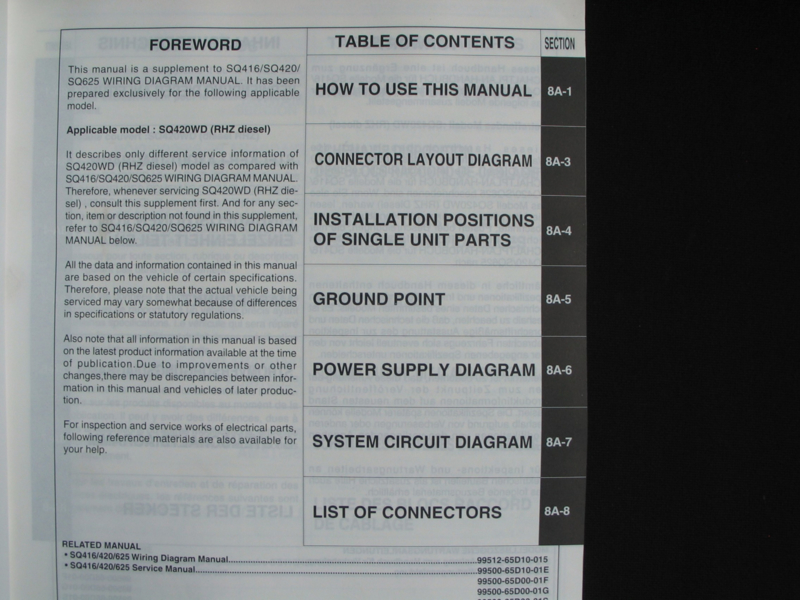 FOREWORD
This manual is a supplement to SQ416/SQ420/
SQ625 WIRING DIAGRAM MANUAL. It has been
prepared exclusively for the following applicable
model.
Applicable model : SQ420WD (RHZ diesel)
It describes only different service information of
SQ420WD (RHZ diesel) model as compared with
SQ416/SQ420/SQ625 WIRING DIAGRAM MANUAL.
Therefore, whenever servicing SQ420WD (RHZ die-
sel) , consult this supplement first. And for any sec-
tion, item or description not found in this supplement,
refer to SQ416/SQ420/SQ625 WIRING DIAGRAM
MANUAL below.
All the data and information contained in this manual
are based on the vehicle of certain specifications.
Therefore, please note that the actual vehicle being
serviced may vary somewhat because of differences
in specifications or statutory regulations.
Also note that all information in this manual is based
on the latest product information available at the time
of publication.Due to improvements or other
changes,there may be discrepancies between infor-
mation in this manual and vehicles of later produc-
tion.
For inspection and service works of electrical parts,
following reference materials are also available for
your help.
TABLE OF CONTENTS SECTION
HOW TO USE THIS MANUAL 8A-1
CONNECTOR LAYOUT DIAGRAM 8A-3
INSTALLATION POSITIONS
OF SINGLE UNIT PARTS 8A-4
GROUND POINT 8A-5
POWER SUPPLY DIAGRAM 8A-6
SYSTEM CIRCUIT DIAGRAM 8A-7
LIST OF CONNECTORS 8A-8
RELATED MANUAL
* SQ416/420/625 Wiring Diagram Manual 99512-65D10-015
* SQ416/420/625 Service Manual 99500-65D10-01E
99500-65D00-01F
99500-65D00-01G